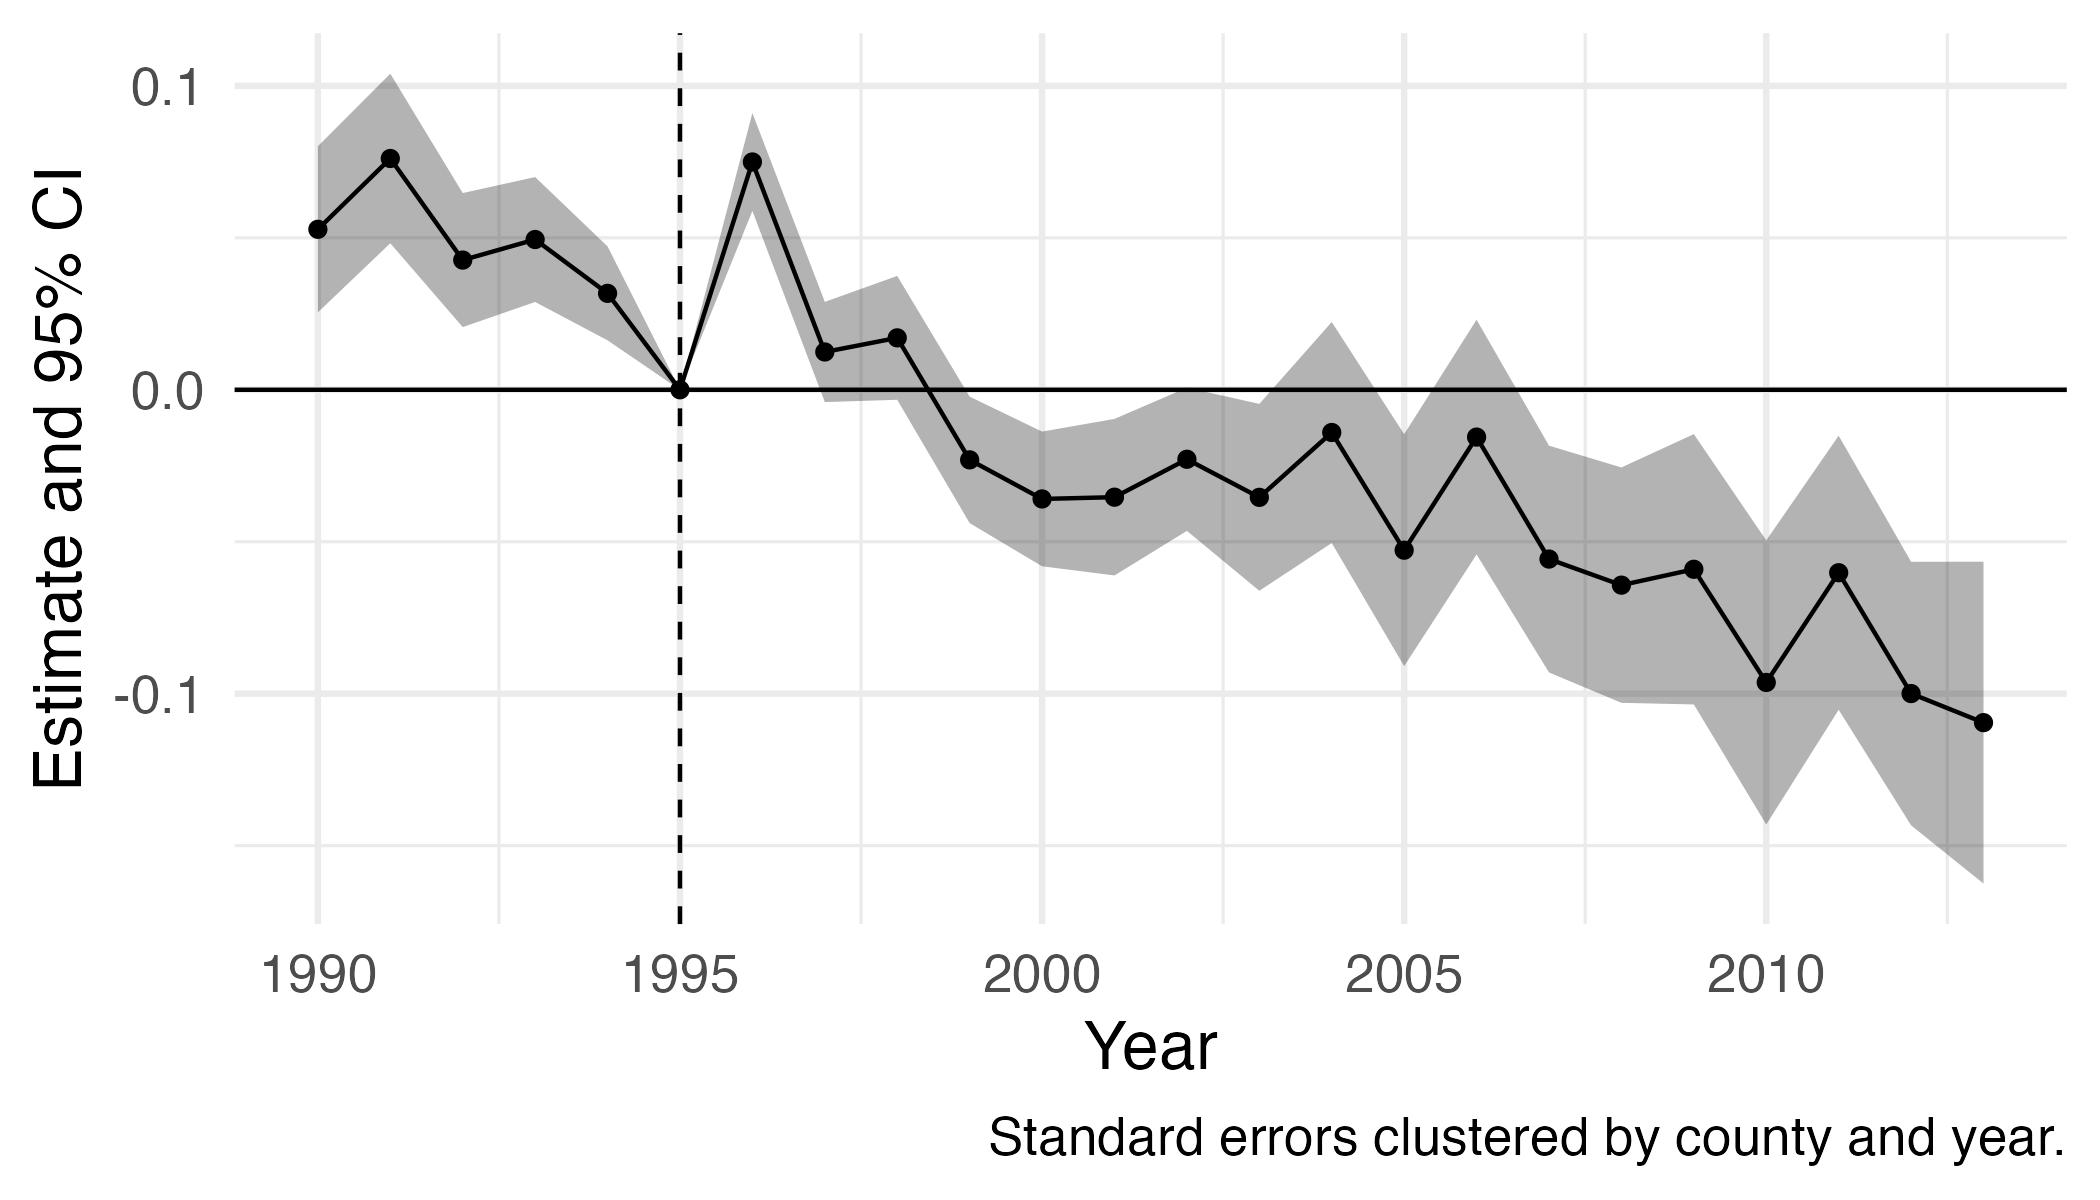 Estimate and 95% CI
0.1
0.0
-0.1
1990 1995 2000 2005 2010
Year
Standard errors clustered by county and year.